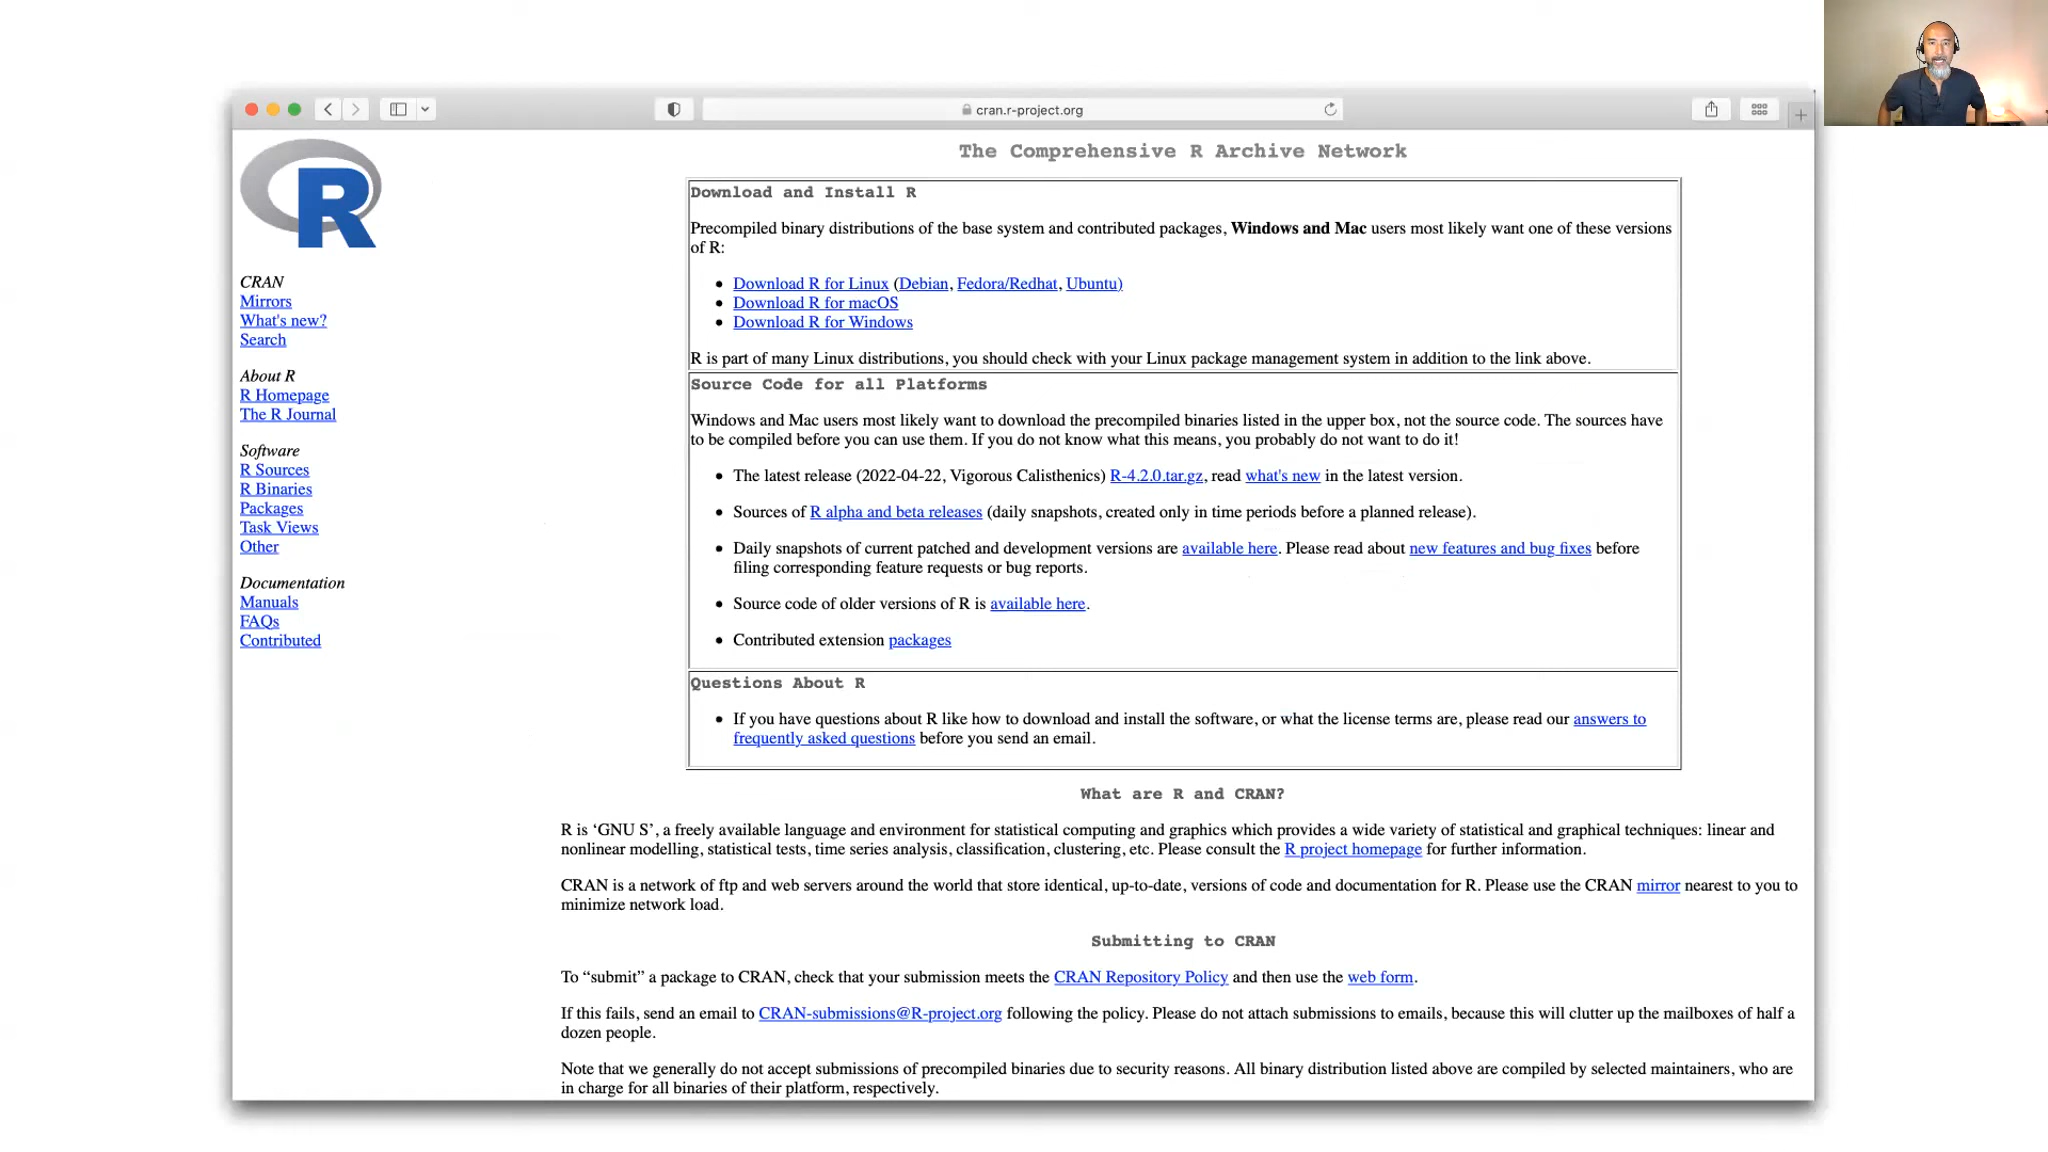 cran.r-project.org
R
CRAN
Mirrors
What's new?
Search
About R
R Homepage
The R Journal
Software
R Sources
R Binaries
Packages
Task Views
Other
Documentation
Manuals
FAQs
Contributed
The Comprehensive R Archive Network
Download and Install R
Precompiled binary distributions of the base system and contributed packages, Windows and Mac users most likely want one of these versions
of R:
• Download R for Linux (Debian, Fedora/Redhat, Ubuntu)
• Download R for macOS
• Download R for Windows
R is part of many Linux distributions, you should check with your Linux package management system in addition to the link above.
Source Code for all Platforms
Windows and Mac users most likely want to download the precompiled binaries listed in the upper box, not the source code. The sources have
to be compiled before you can use them. If you do not know what this means, you probably do not want to do it!
• The latest release (2022-04-22, Vigorous Calisthenics) R-4.2.0.tar.gz, read what's new in the latest version.
• Sources of R alpha and beta releases (daily snapshots, created only in time periods before a planned release).
• Daily snapshots of current patched and development versions are available here. Please read about new features and bug fixes before
filing corresponding feature requests or bug reports.
• Source code of older versions of R is available here.
• Contributed extension packages
Questions About R
• If you have questions about R like how to download and install the software, or what the license terms are, please read our answers to
frequently asked questions before you send an email.
What are R and CRAN?
R is ‘GNU S’, a freely available language and environment for statistical computing and graphics which provides a wide variety of statistical and graphical techniques: linear and
nonlinear modelling, statistical tests, time series analysis, classification, clustering, etc. Please consult the R project homepage for further information.
CRAN is a network of ftp and web servers around the world that store identical, up-to-date, versions of code and documentation for R. Please use the CRAN mirror nearest to you to
minimize network load.
Submitting to CRAN
To “submit” a package to CRAN, check that your submission meets the CRAN Repository Policy and then use the web form.
If this fails, send an email to CRAN-submissions@R-project.org following the policy. Please do not attach submissions to emails, because this will clutter up the mailboxes of half a
dozen people.
Note that we generally do not accept submissions of precompiled binaries due to security reasons. All binary distribution listed above are compiled by selected maintainers, who are
in charge for all binaries of their platform, respectively.